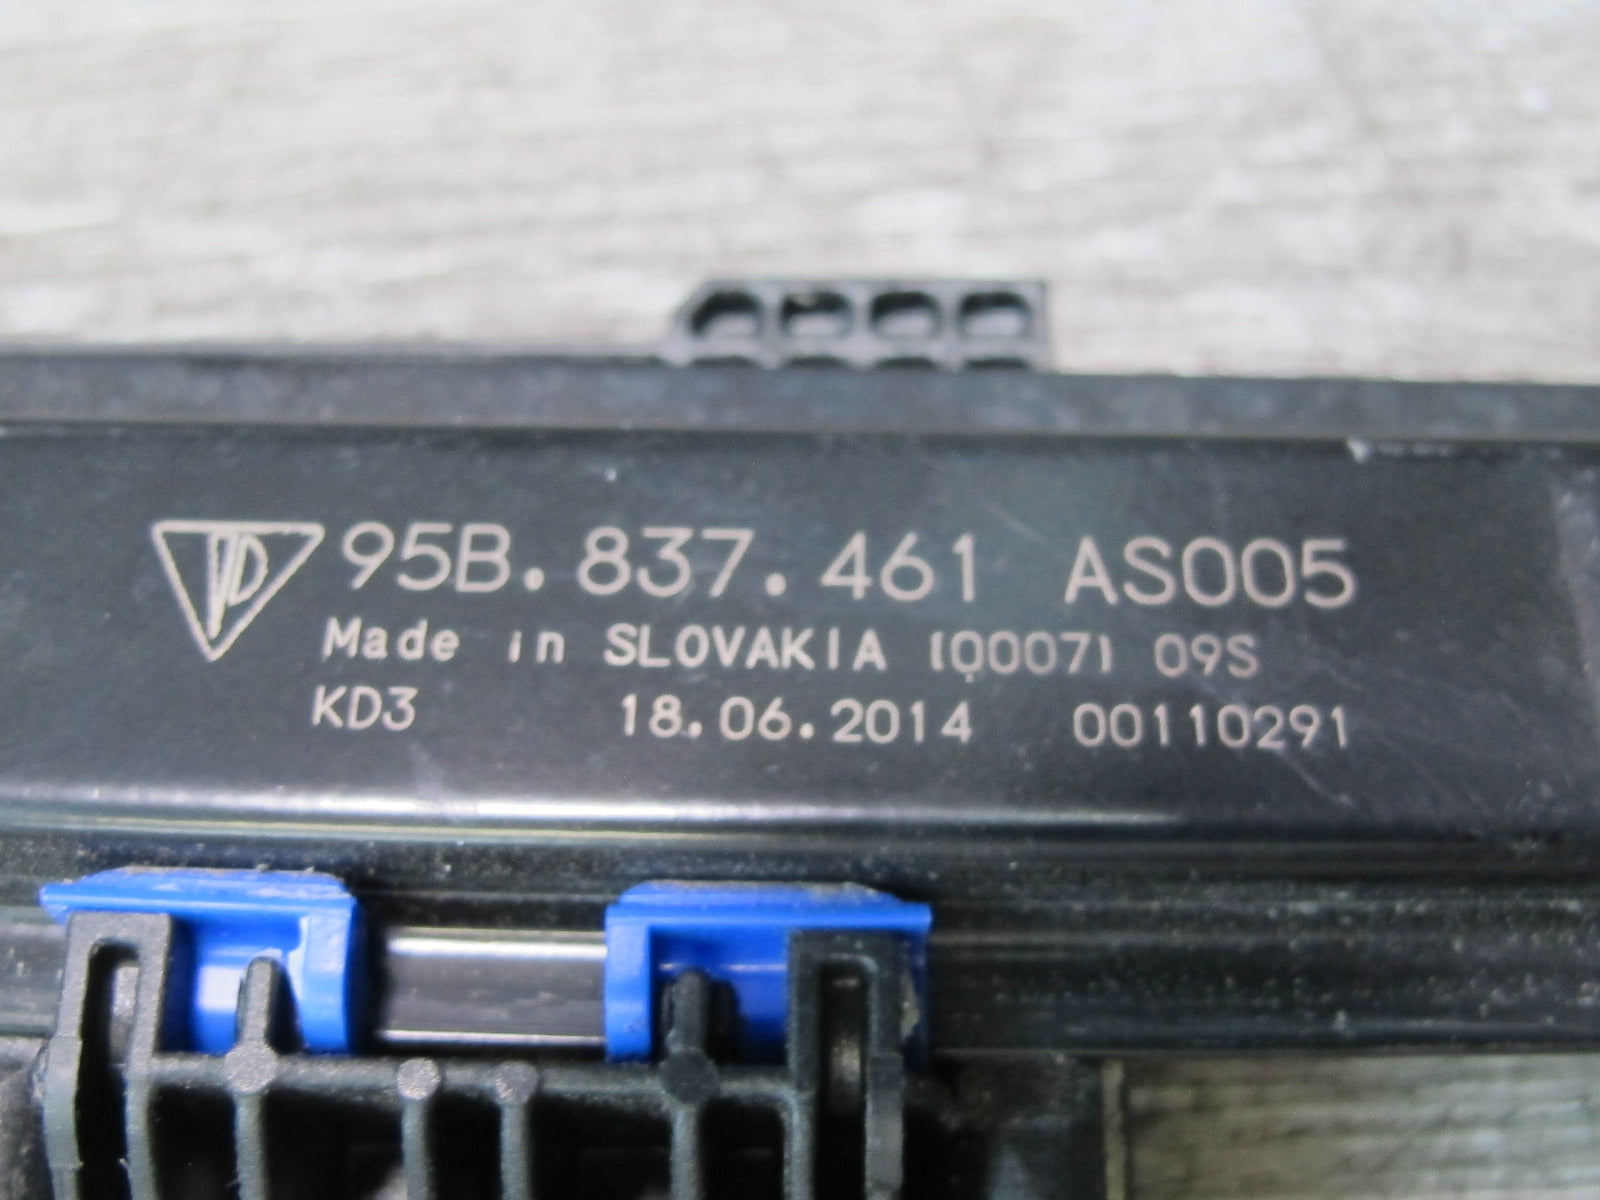 95B.837.461 AS005
Made in SLOVAKIA (0007) 09S
KD3 18.06.2014 00110291